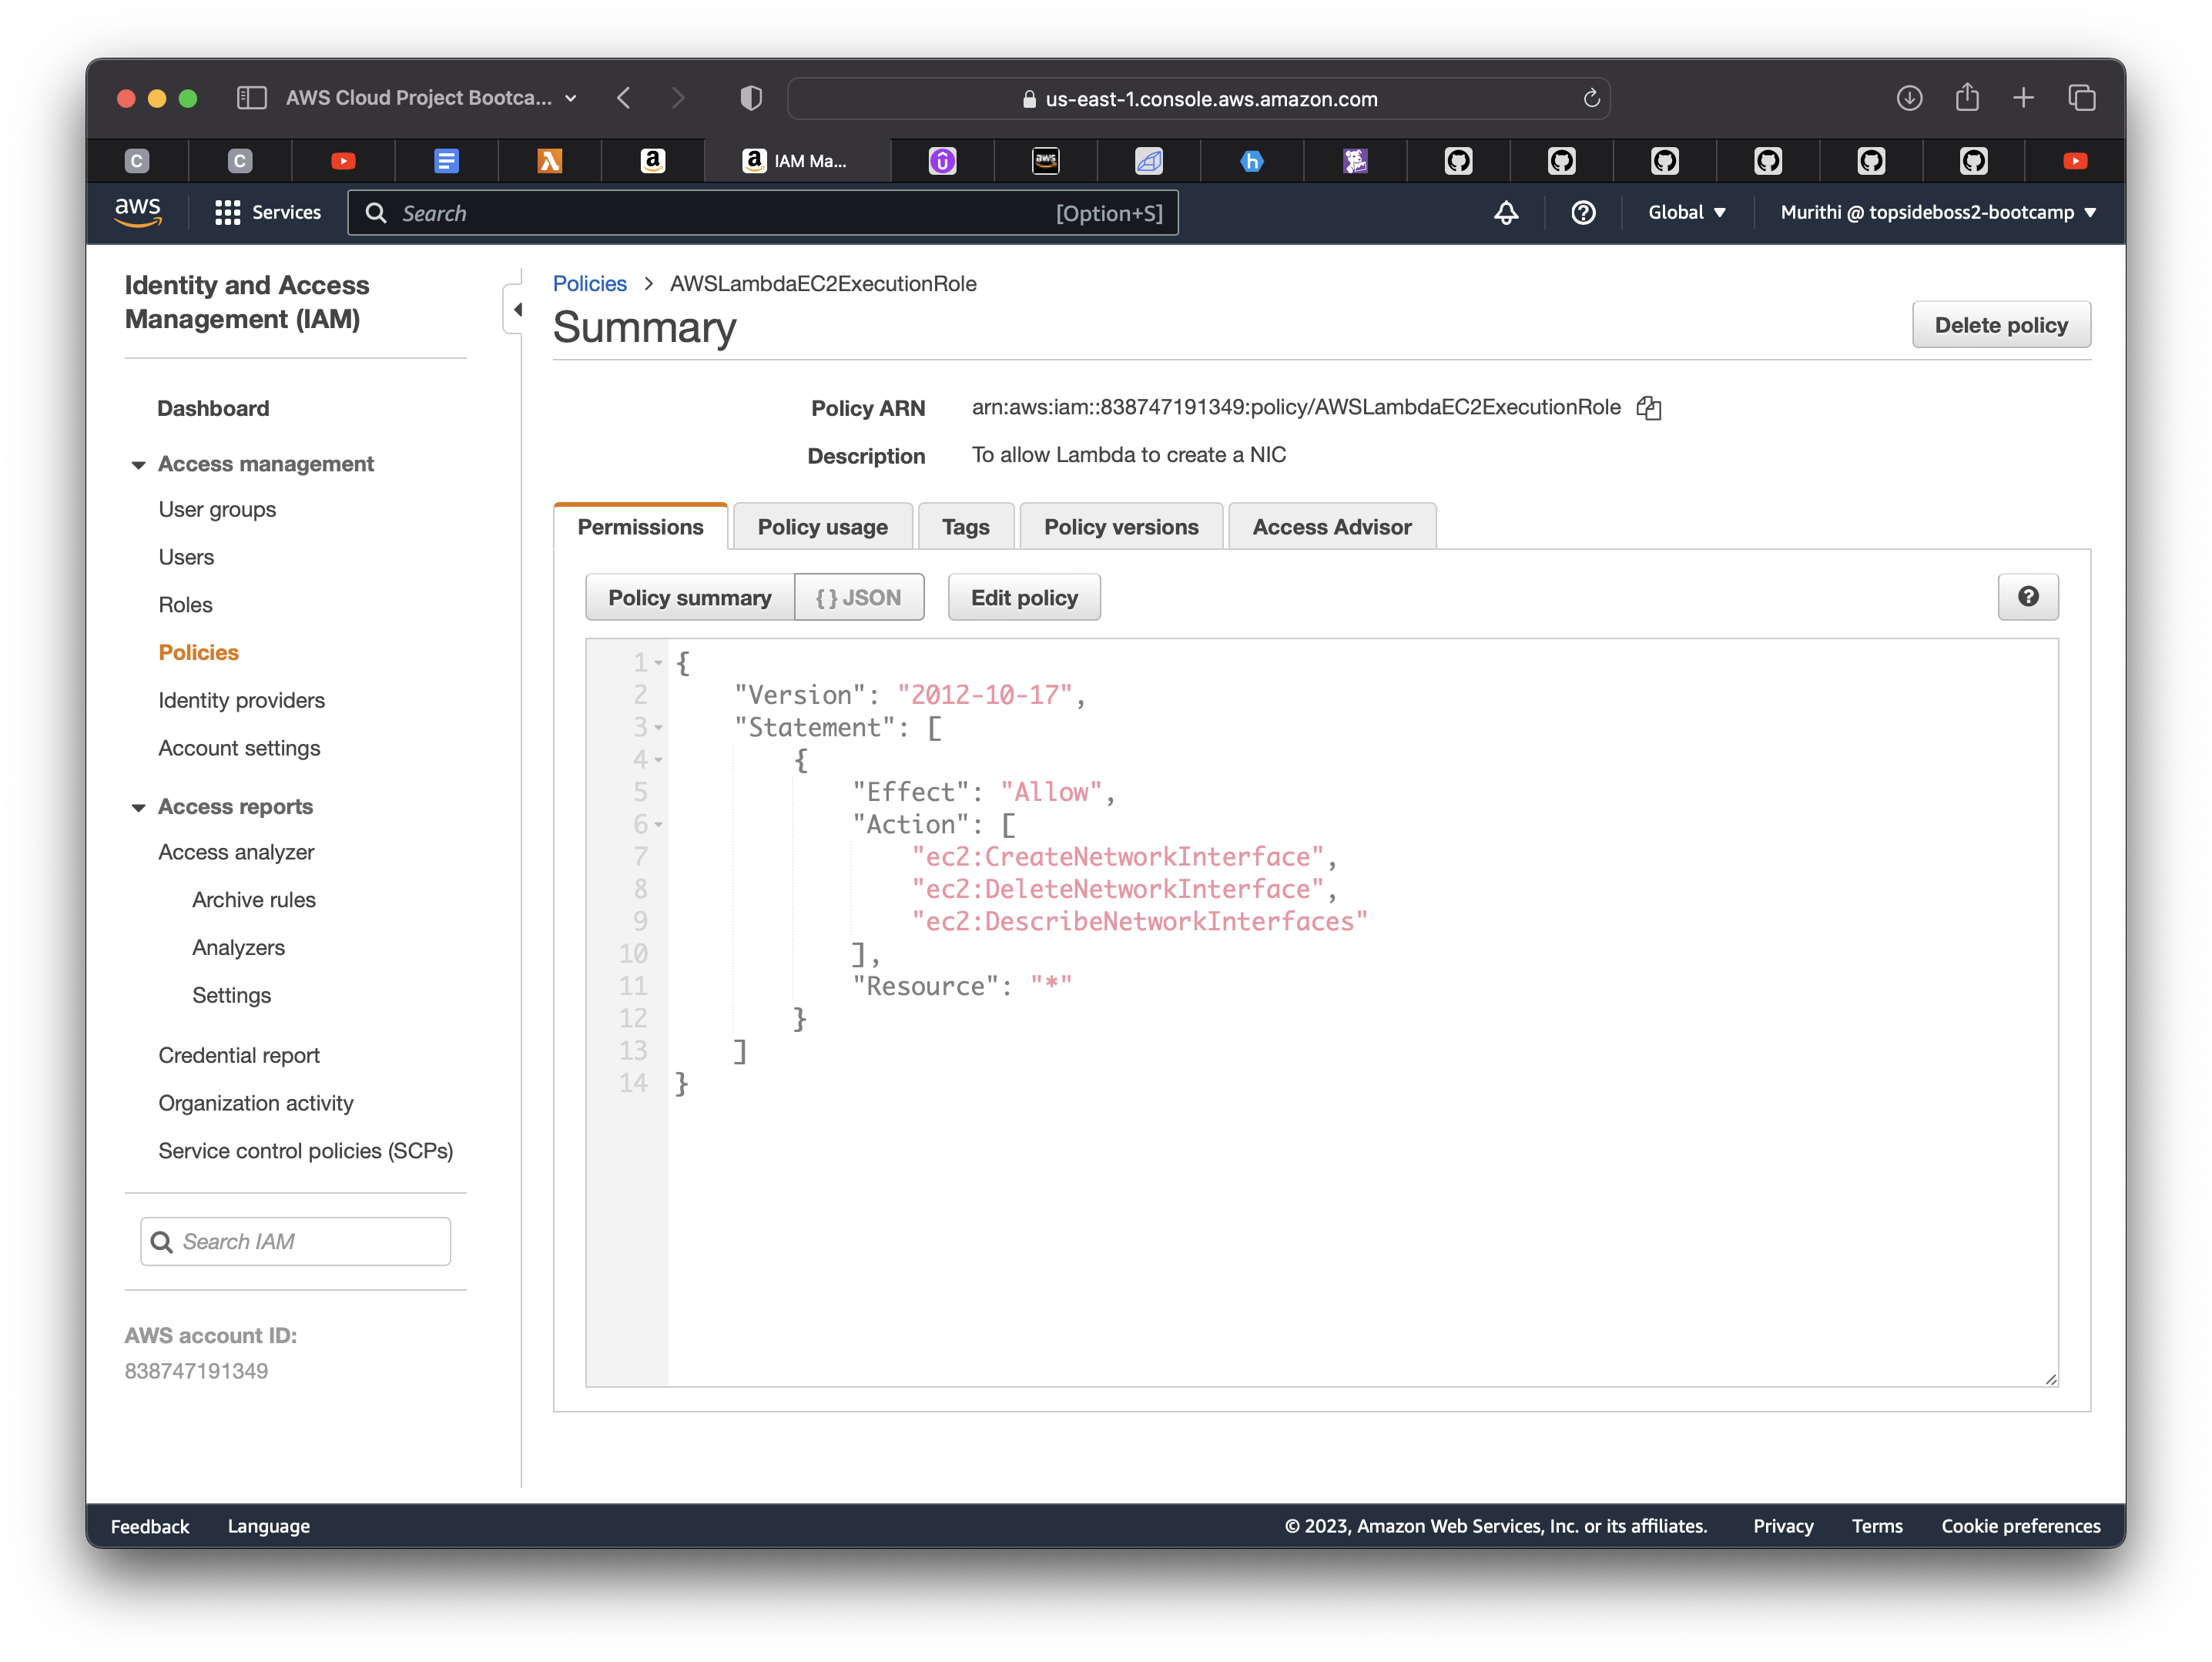 AWS Cloud Project Bootca...
us-east-1.console.aws.amazon.com
C
C
a
a IAM Ma...
aws
h
aws
Services
Search
[Option+S]
Global
Murithi @ topsideboss2-bootcamp
Identity and Access
Management (IAM)
Dashboard
Access management
User groups
Users
Roles
Policies
Identity providers
Account settings
Access reports
Access analyzer
Archive rules
Analyzers
Settings
Credential report
Organization activity
Service control policies (SCPs)
Search IAM
AWS account ID:
838747191349
Policies > AWSLambdaEC2ExecutionRole
Summary
Delete policy
Policy ARN arn:aws:iam::838747191349:policy/AWSLambdaEC2ExecutionRole
Description To allow Lambda to create a NIC
Permissions
Policy usage
Tags
Policy versions
Access Advisor
Policy summary
{ } JSON
Edit policy
?
1 {
2 "Version": "2012-10-17",
3 "Statement": [
4 {
5 "Effect": "Allow",
6 "Action": [
7 "ec2:CreateNetworkInterface",
8 "ec2:DeleteNetworkInterface",
9 "ec2:DescribeNetworkInterfaces"
10 ],
11 "Resource": "*"
12 }
13 ]
14 }
Feedback
Language
© 2023, Amazon Web Services, Inc. or its affiliates.
Privacy
Terms
Cookie preferences